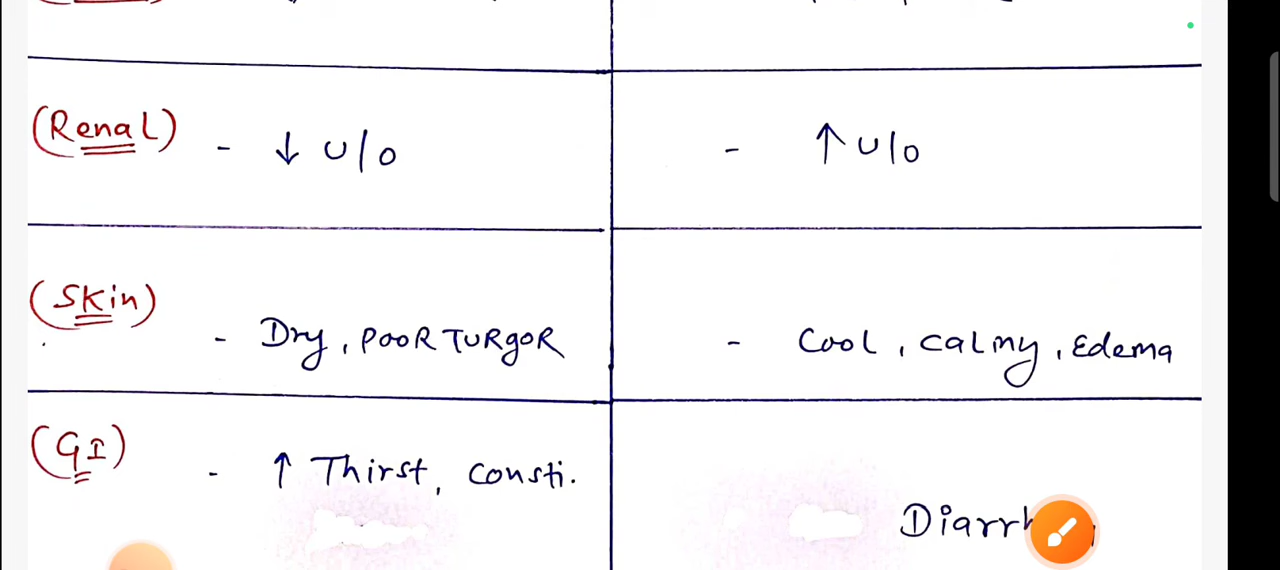 (Renal) - ↓ U/o - ↑ U/o
(Skin) - Dry, POOR TURgOR - Cool, calmy, Edema
(GI) - ↑ Thirst, Consti.